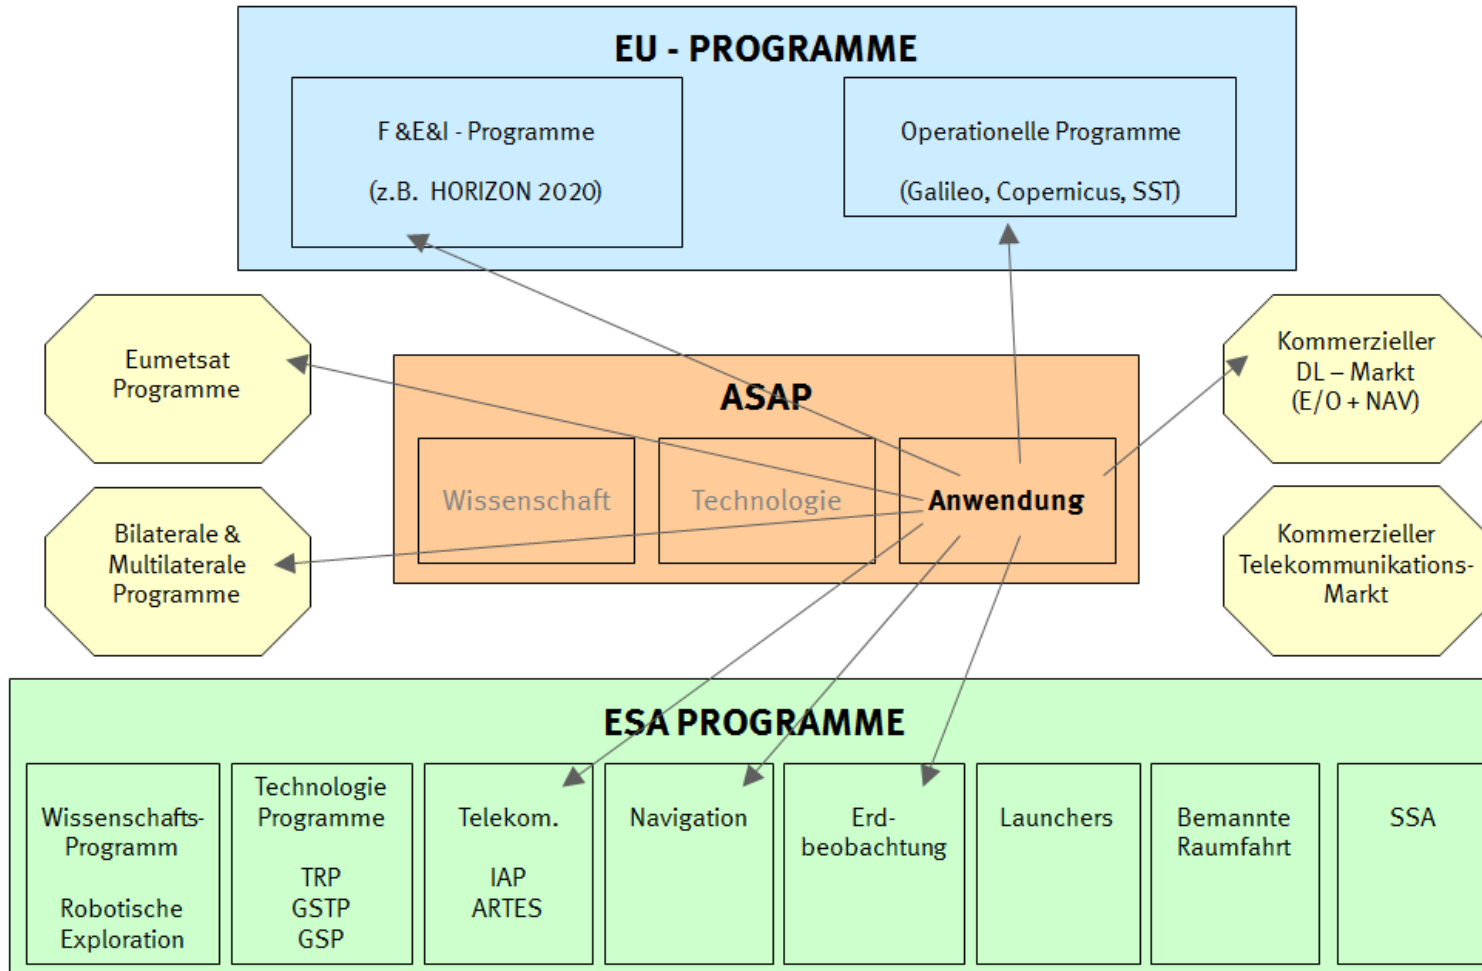 EU - PROGRAMME
F &E&I - Programme
(z.B. HORIZON 2020)
Operationelle Programme
(Galileo, Copernicus, SST)
Eumetsat
Programme
Bilaterale &
Multilaterale
Programme
ASAP
Wissenschaft
Technologie
Anwendung
Kommerzieller
DL – Markt
(E/O + NAV)
Kommerzieller
Telekommunikations-
Markt
ESA PROGRAMME
Wissenschafts-
Programm
Robotische
Exploration
Technologie
Programme
TRP
GSTP
GSP
Telekom.
IAP
ARTES
Navigation
Erd-
beobachtung
Launchers
Bemannte
Raumfahrt
SSA